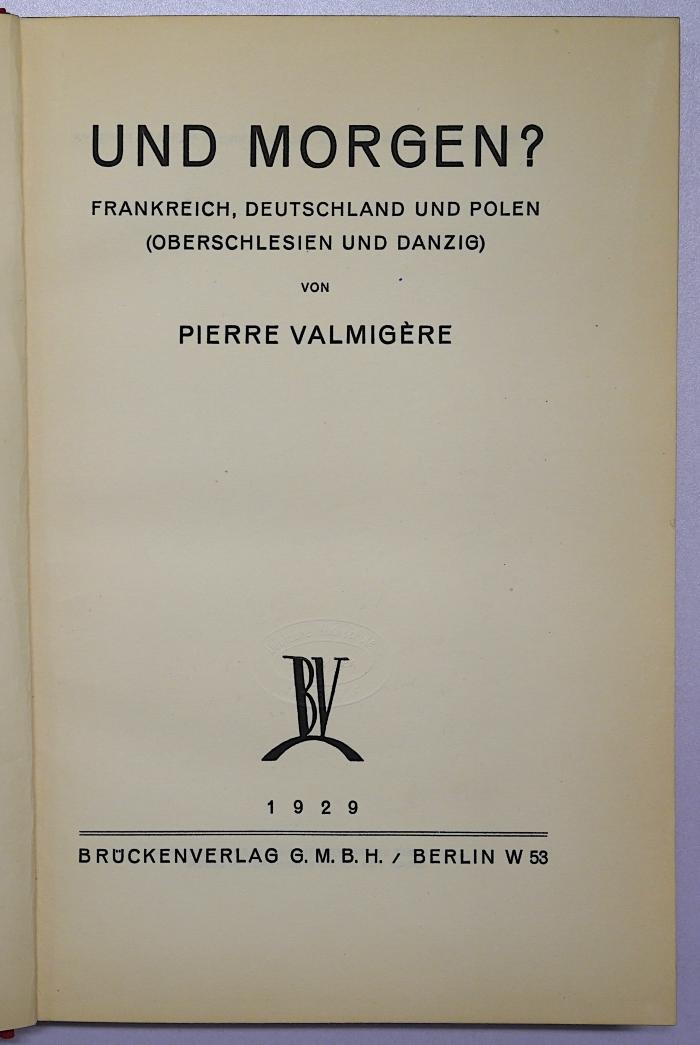 UND MORGEN?
FRANKREICH, DEUTSCHLAND UND POLEN
(OBERSCHLESIEN UND DANZIG)
VON
PIERRE VALMIGÈRE
BV
1929
BRÜCKENVERLAG G. M. B. H. / BERLIN W 53